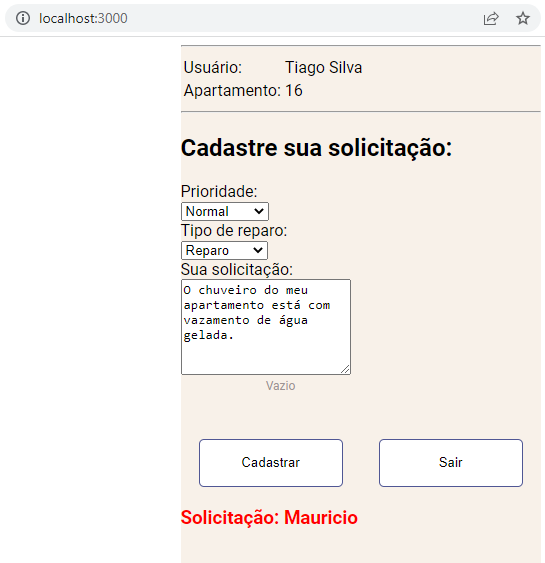 localhost:3000
Usuário: Tiago Silva
Apartamento: 16
Cadastre sua solicitação:
Prioridade:
Normal
Tipo de reparo:
Reparo
Sua solicitação:
O chuveiro do meu
apartamento está com
vazamento de água
gelada.
Vazio
Cadastrar Sair
Solicitação: Mauricio